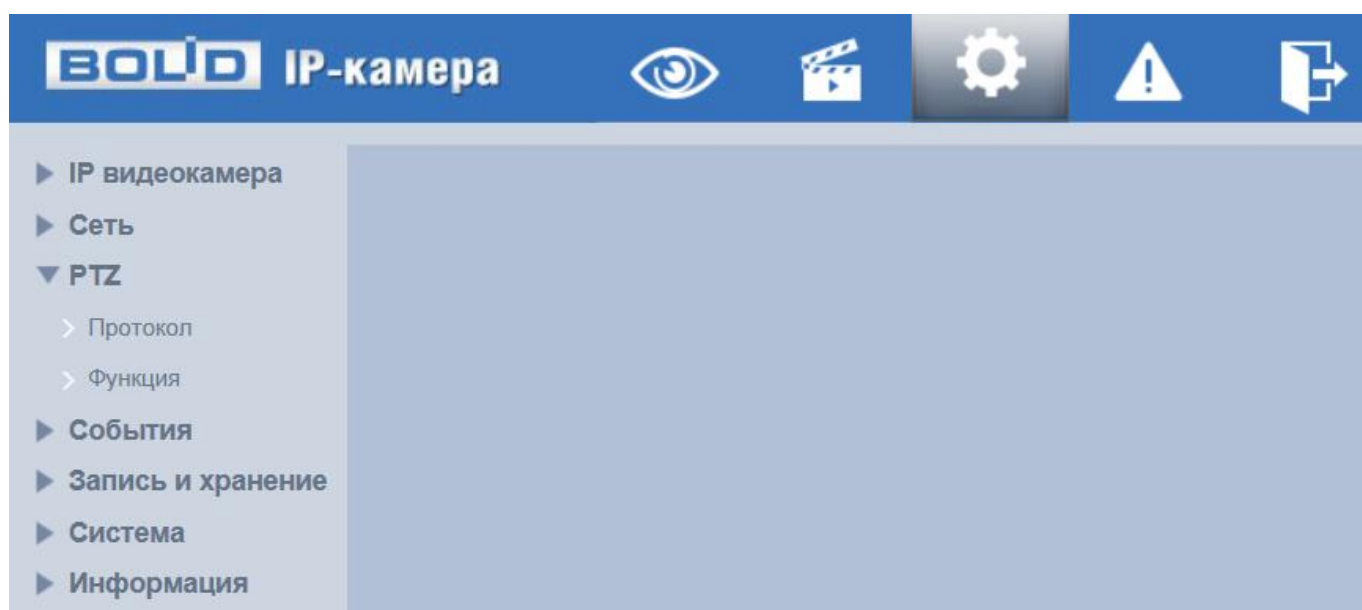 BOLID IP-камера
IP видеокамера
Сеть
PTZ
Протокол
Функция
События
Запись и хранение
Система
Информация